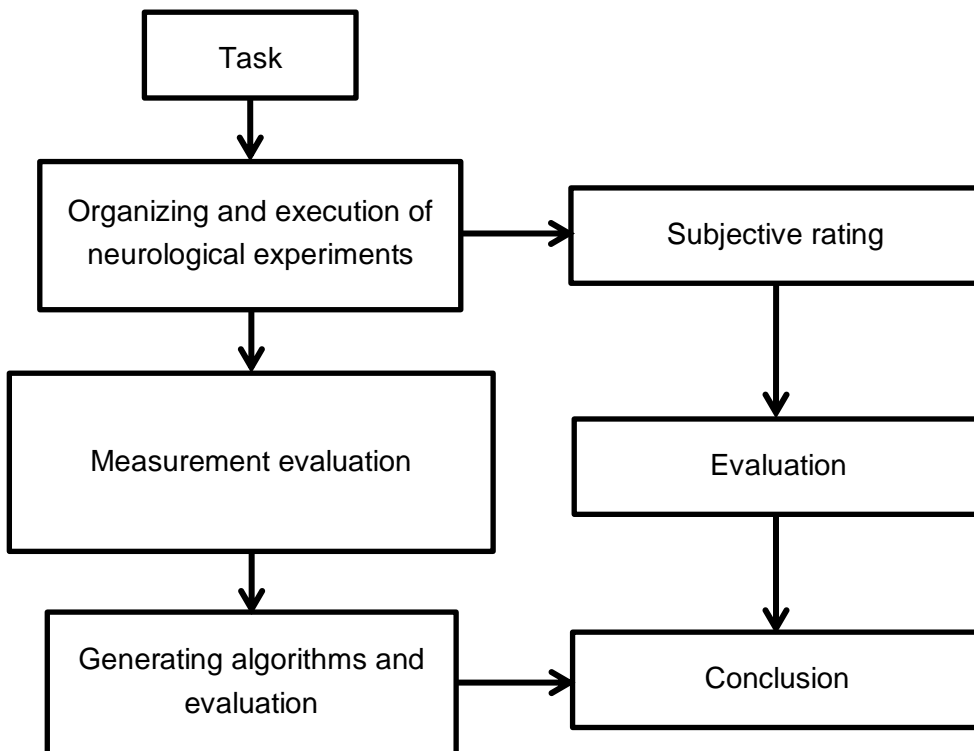 Task
Organizing and execution of
neurological experiments
Subjective rating
Measurement evaluation
Evaluation
Generating algorithms and
evaluation
Conclusion